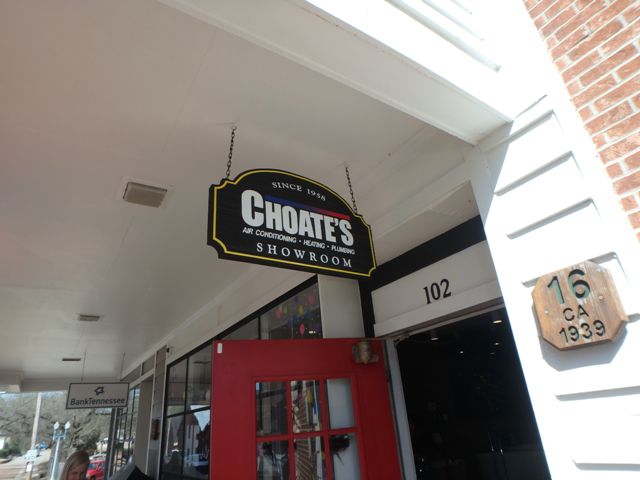 SINCE 1958
CHOATE'S
AIR CONDITIONING • HEATING • PLUMBING
SHOWROOM
102
16
CA
1939
BankTennessee